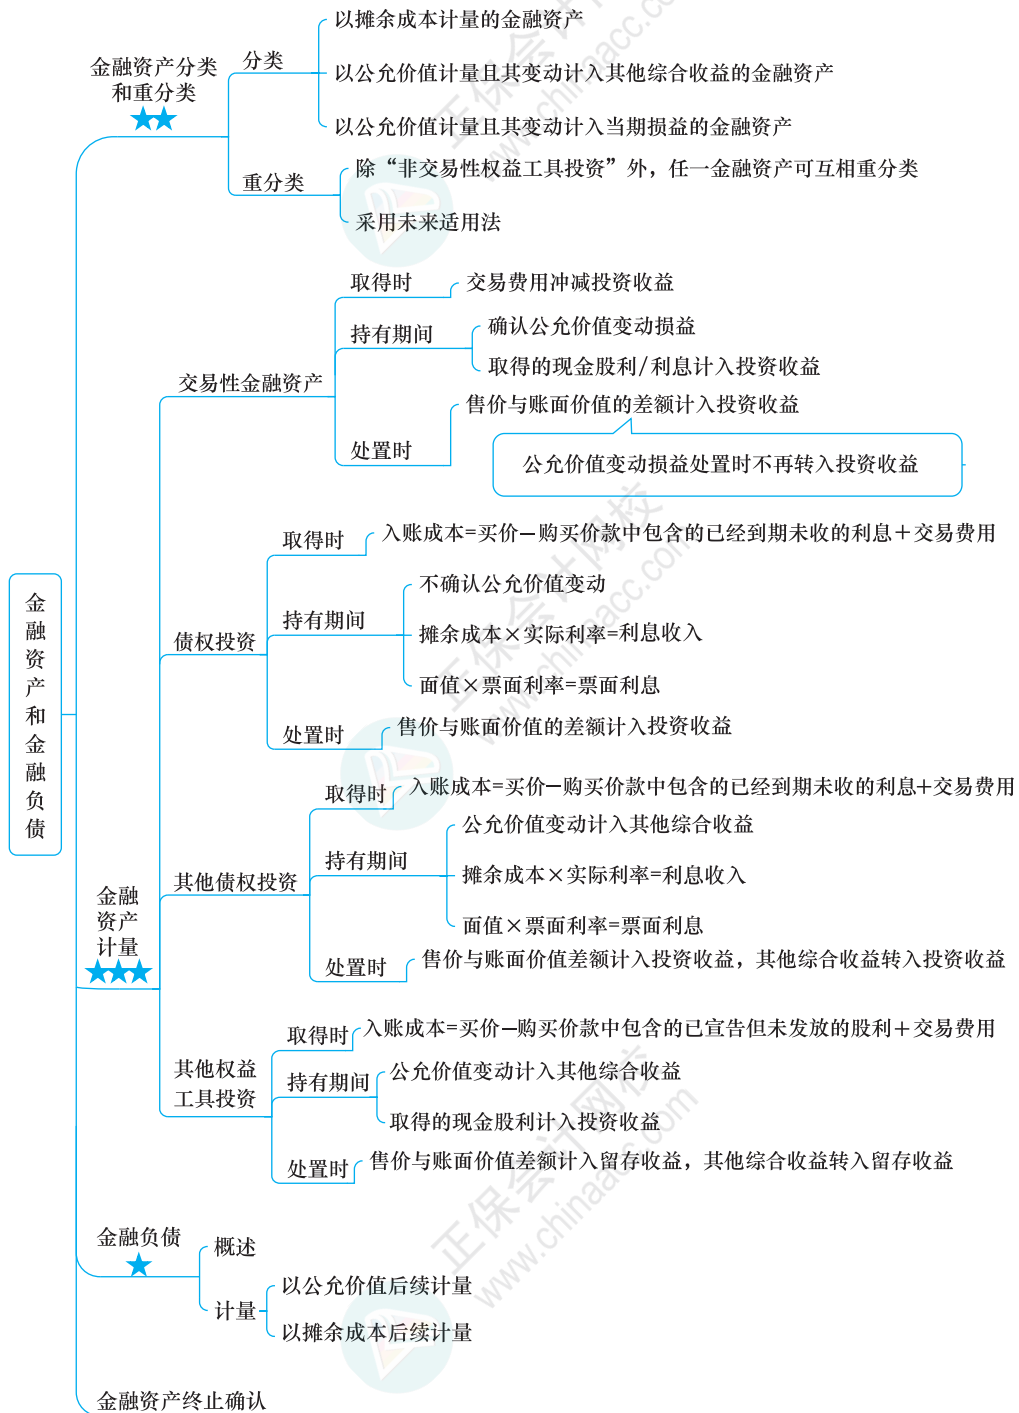 金融资产和金融负债
金融资产分类
和重分类
分类
以摊余成本计量的金融资产
以公允价值计量且其变动计入其他综合收益的金融资产
以公允价值计量且其变动计入当期损益的金融资产
重分类
除“非交易性权益工具投资”外，任一金融资产可互相重分类
采用未来适用法
金融
资产
计量
交易性金融资产
取得时
交易费用冲减投资收益
持有期间
确认公允价值变动损益
取得的现金股利/利息计入投资收益
处置时
售价与账面价值的差额计入投资收益
公允价值变动损益处置时不再转入投资收益
债权投资
取得时
入账成本=买价—购买价款中包含的已经到期未收的利息＋交易费用
持有期间
不确认公允价值变动
摊余成本×实际利率=利息收入
面值×票面利率=票面利息
处置时
售价与账面价值的差额计入投资收益
其他债权投资
取得时
入账成本=买价—购买价款中包含的已经到期未收的利息+交易费用
持有期间
公允价值变动计入其他综合收益
摊余成本×实际利率=利息收入
面值×票面利率=票面利息
处置时
售价与账面价值差额计入投资收益，其他综合收益转入投资收益
其他权益
工具投资
取得时
入账成本=买价—购买价款中包含的已宣告但未发放的股利＋交易费用
持有期间
公允价值变动计入其他综合收益
取得的现金股利计入投资收益
处置时
售价与账面价值差额计入留存收益，其他综合收益转入留存收益
金融负债
概述
计量
以公允价值后续计量
以摊余成本后续计量
金融资产终止确认
正保会计网校
www.chinaacc.com
正保会计网校
www.chinaacc.com
正保会计网校
www.chinaacc.com